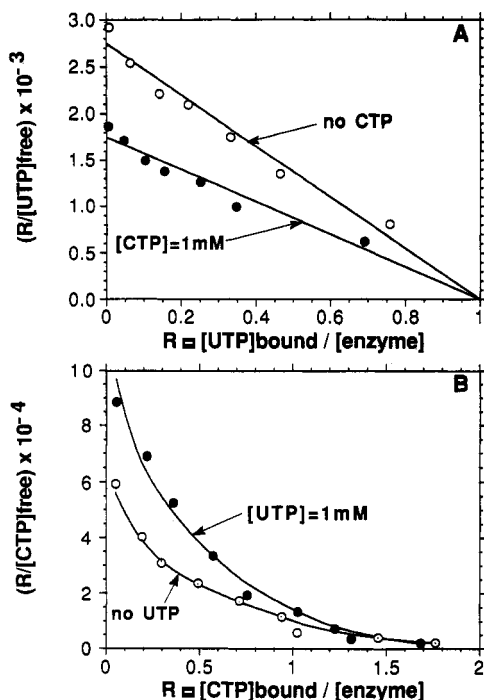 A
3.0
2.5
2.0
1.5
1.0
0.5
0.0
(R/[UTP]free) x 10⁻³
no CTP
[CTP]=1mM
0 0.2 0.4 0.6 0.8 1
R = [UTP]bound / [enzyme]
B
10
8
6
4
2
0
(R/[CTP]free) x 10⁻⁴
[UTP]=1mM
no UTP
0 0.5 1 1.5 2
R = [CTP]bound / [enzyme]